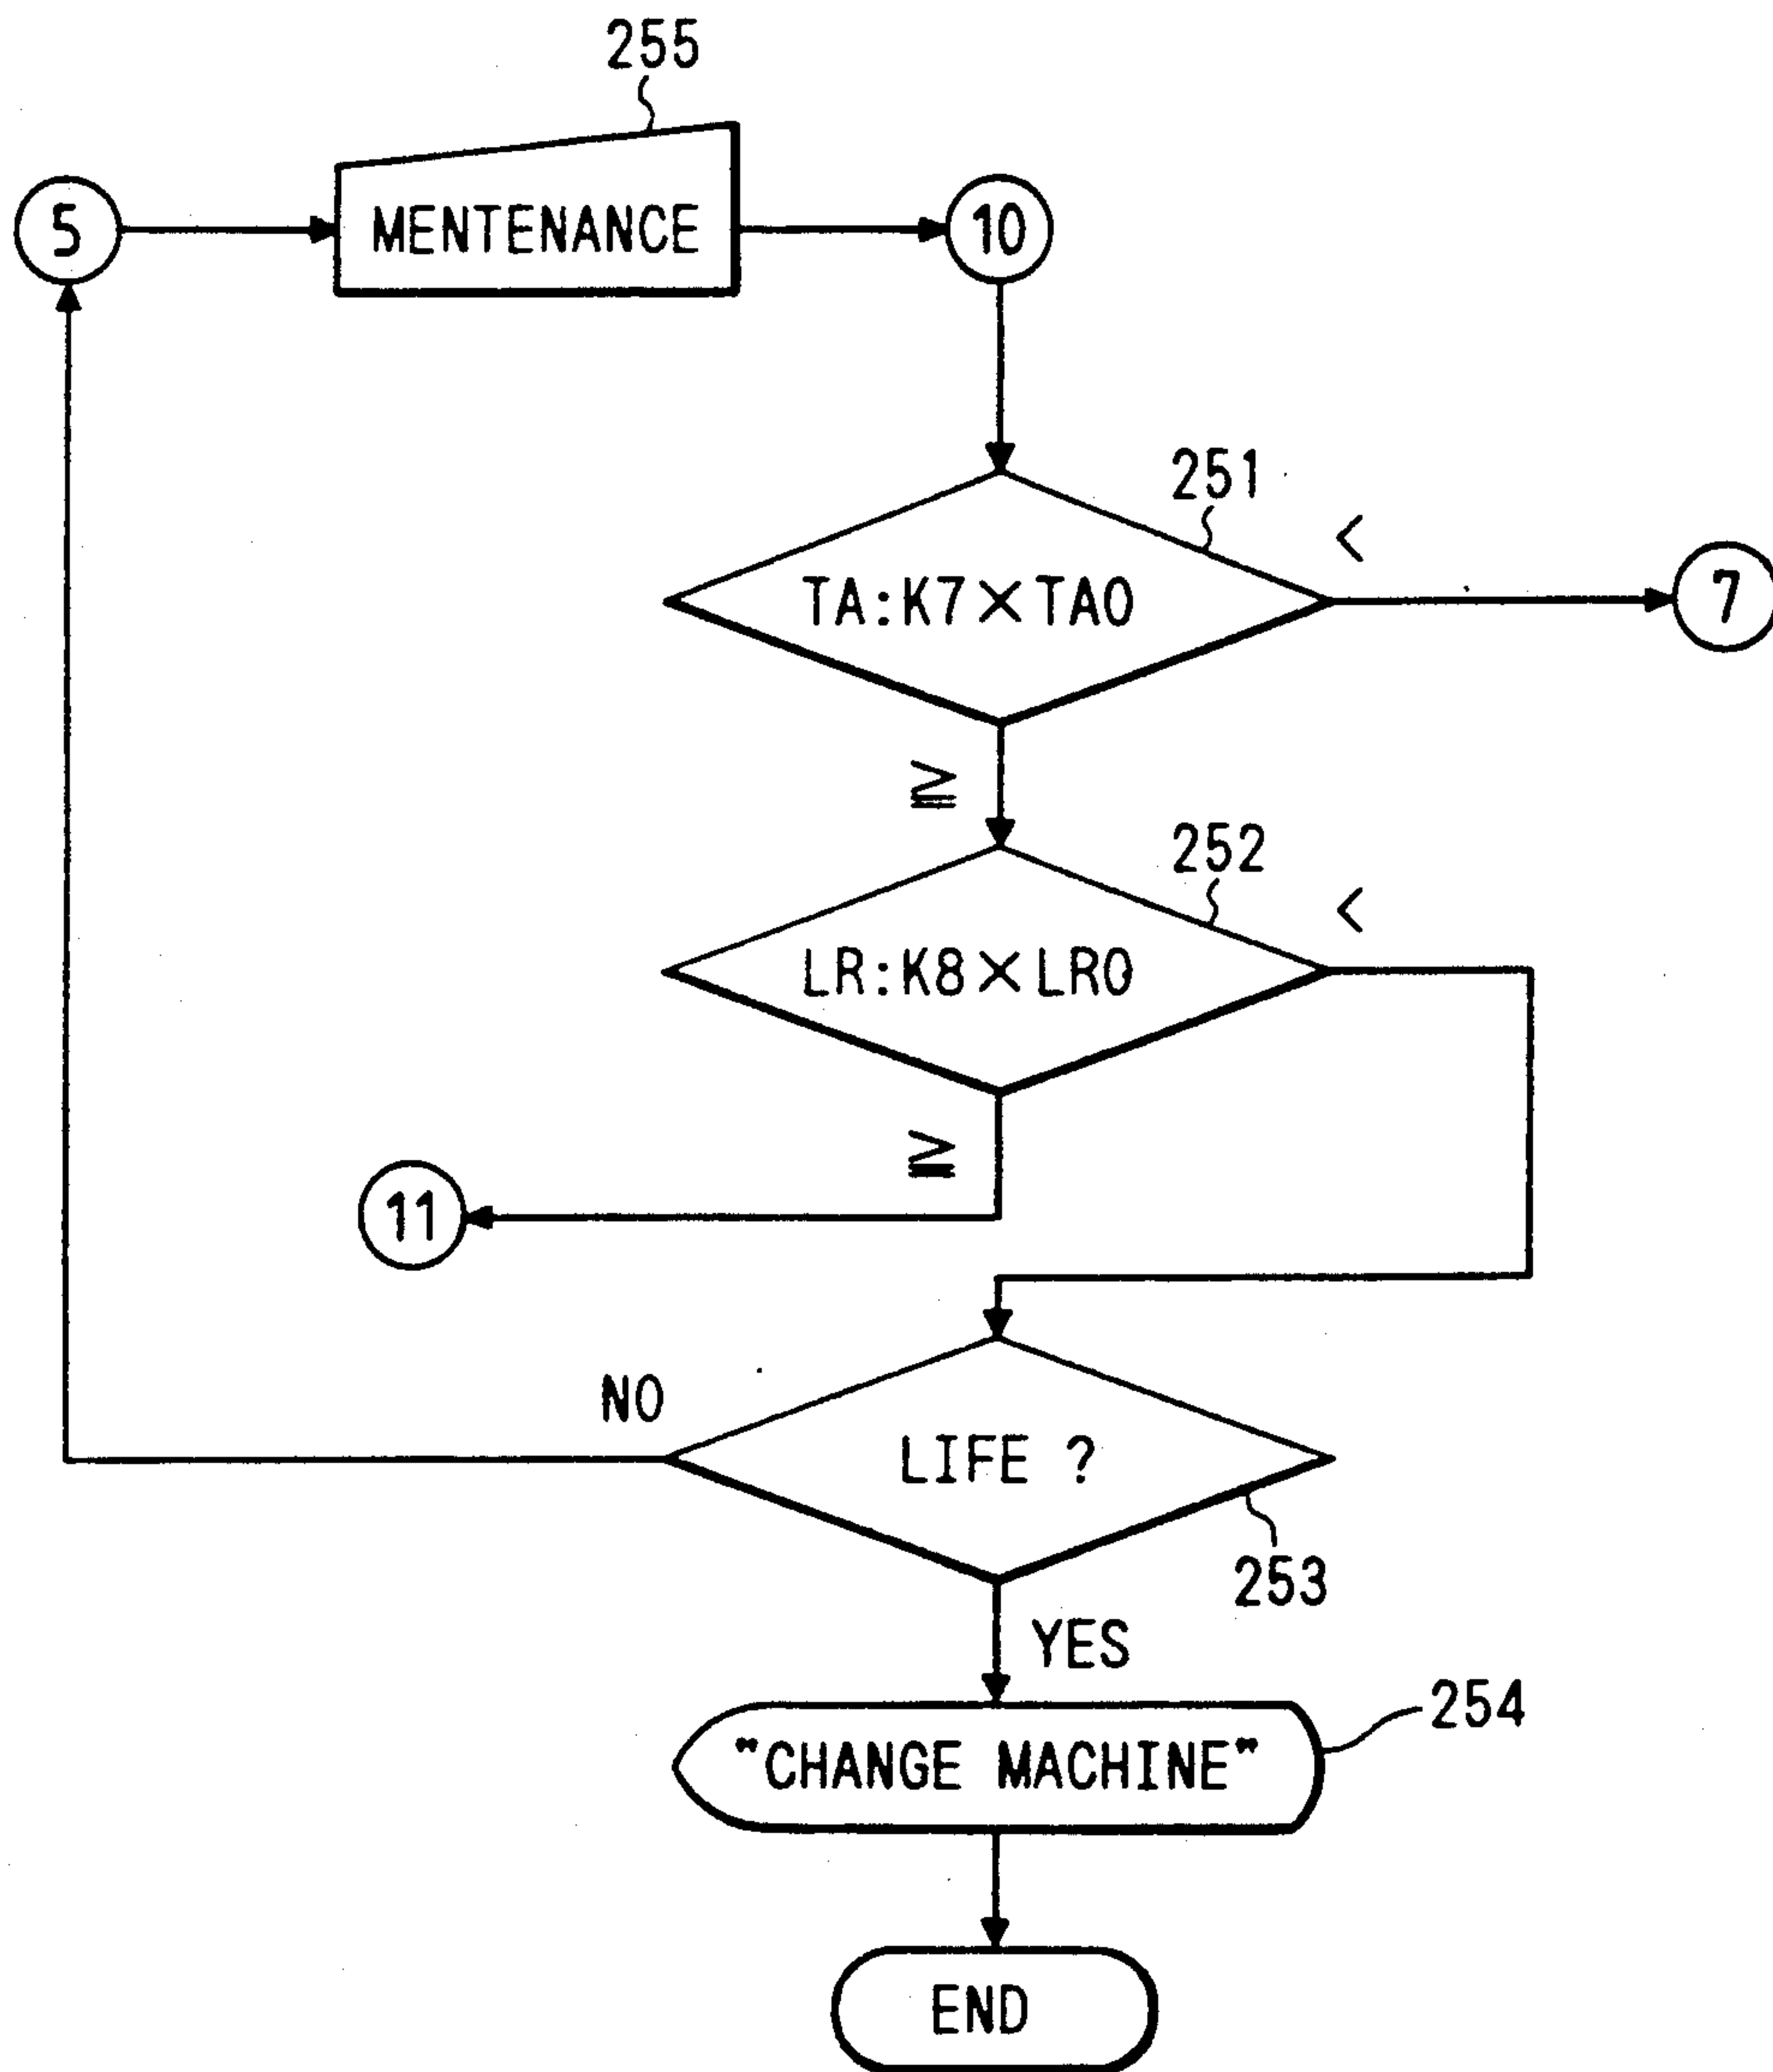 255
5
MENTENANCE
10
251
<
TA:K7×TA0
7
≧
252
<
LR:K8×LR0
≧
11
NO
LIFE ?
253
YES
254
"CHANGE MACHINE"
END